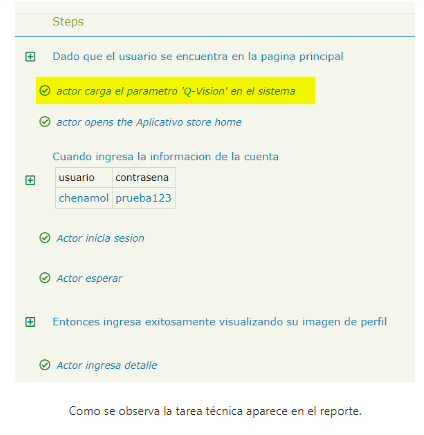 Steps
Dado que el usuario se encuentra en la pagina principal
actor carga el parametro 'Q-Vision' en el sistema
actor opens the Aplicativo store home
Cuando ingresa la informacion de la cuenta
usuario contrasena
chenamol prueba123
Actor inicia sesion
Actor esperar
Entonces ingresa exitosamente visualizando su imagen de perfil
Actor ingresa detalle
Como se observa la tarea técnica aparece en el reporte.